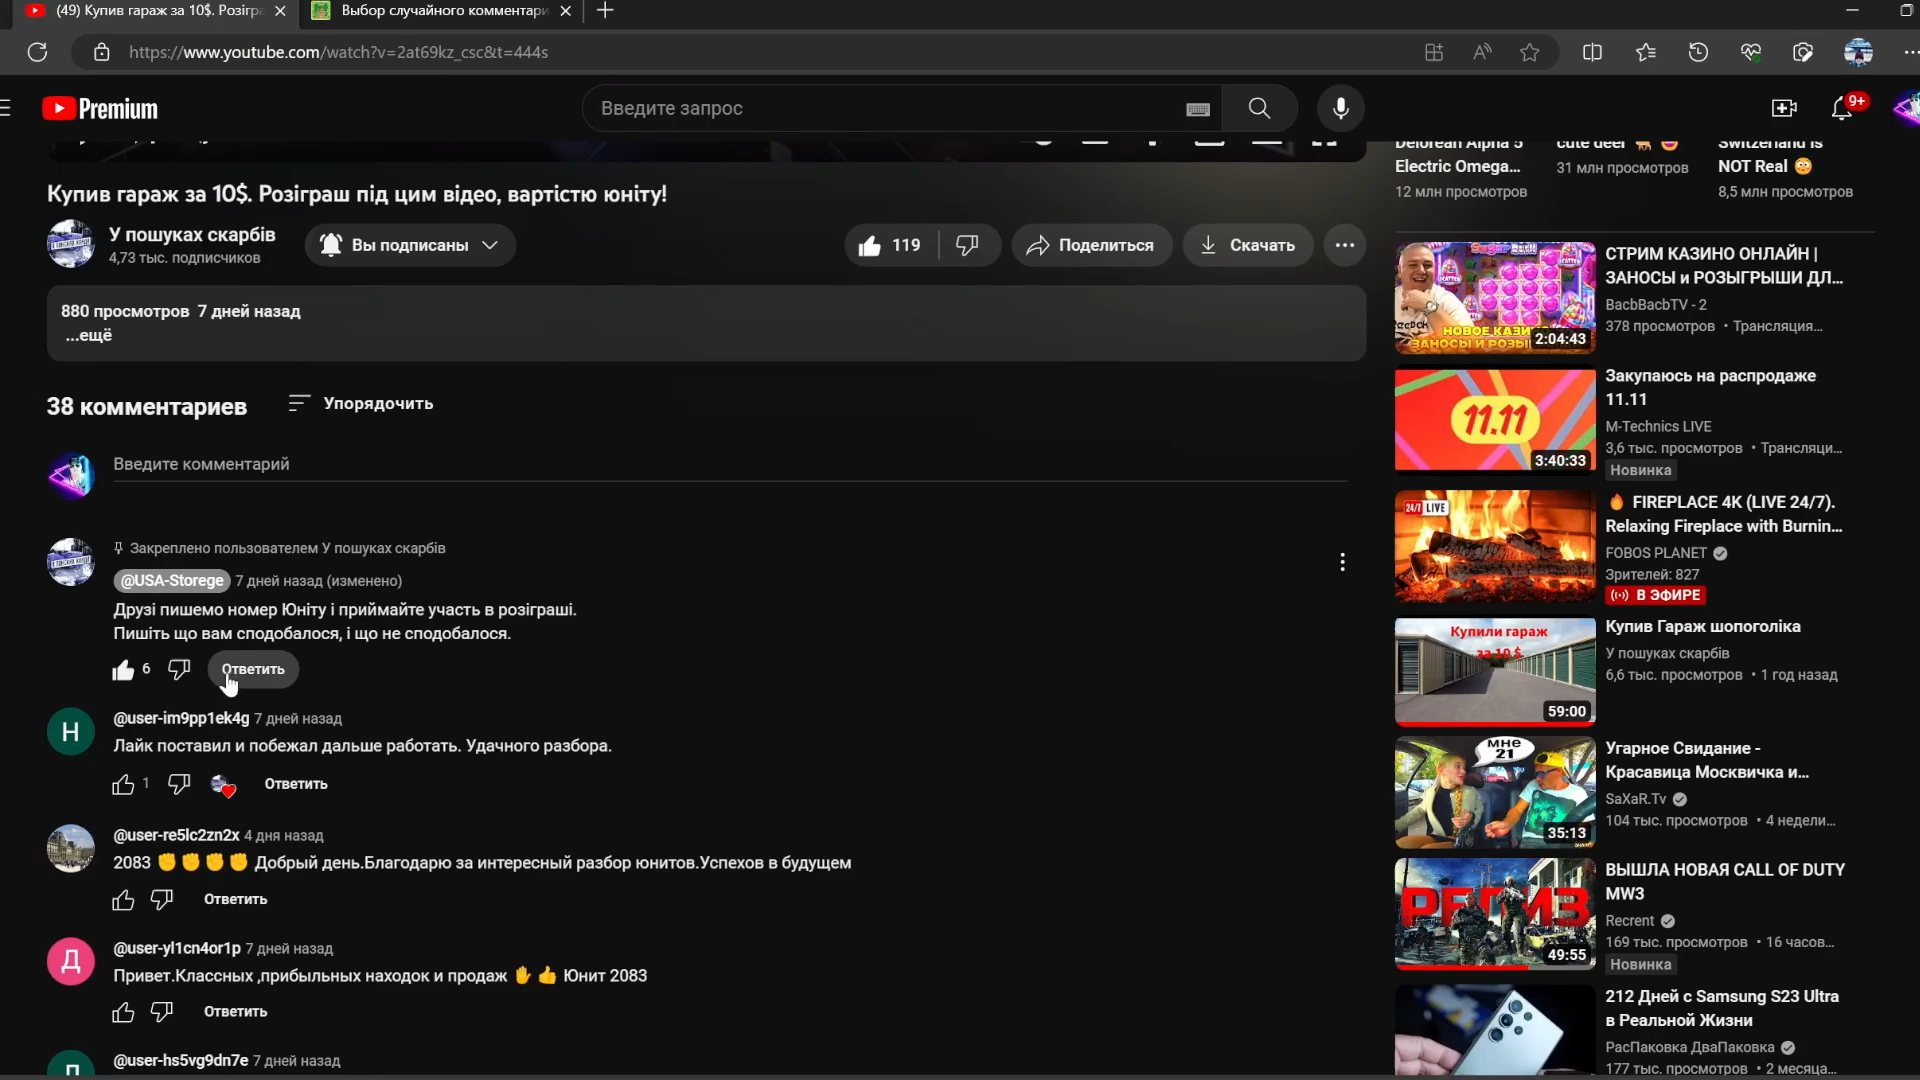 (49) Купив гараж за 10$. Розігр
Выбор случайного комментари
https://www.youtube.com/watch?v=2at69kz_csc&t=444s
Premium
Введите запрос
9+
Купив гараж за 10$. Розіграш під цим відео, вартістю юніту!
У пошуках скарбів
4,73 тыс. подписчиков
Вы подписаны
119
Поделиться
Скачать
880 просмотров 7 дней назад
...ещё
38 комментариев
Упорядочить
Введите комментарий
Закреплено пользователем У пошуках скарбів
@USA-Storege 7 дней назад (изменено)
Друзі пишемо номер Юніту і приймайте участь в розіграші.
Пишіть що вам сподобалося, і що не сподобалося.
6
Ответить
Н
@user-im9pp1ek4g 7 дней назад
Лайк поставил и побежал дальше работать. Удачного разбора.
1
Ответить
@user-re5lc2zn2x 4 дня назад
2083 ✊✊✊✊ Добрый день.Благодарю за интересный разбор юнитов.Успехов в будущем
Ответить
Д
@user-yl1cn4or1p 7 дней назад
Привет.Классных ,прибыльных находок и продаж ✋👍 Юнит 2083
Ответить
@user-hs5vg9dn7e 7 дней назад
Delorean Alpha 5
Electric Omega...
12 млн просмотров
cute deer 🦌
31 млн просмотров
Switzerland is
NOT Real 😳
8,5 млн просмотров
НОВОЕ КАЗИ
ЗАНОСЫ И РОЗЫ
2:04:43
СТРИМ КАЗИНО ОНЛАЙН |
ЗАНОСЫ и РОЗЫГРЫШИ ДЛ...
BacbBacbTV - 2
378 просмотров • Трансляция...
11.11
3:40:33
Закупаюсь на распродаже
11.11
M-Technics LIVE
3,6 тыс. просмотров • Трансляци...
Новинка
24/7 LIVE
🔥 FIREPLACE 4K (LIVE 24/7).
Relaxing Fireplace with Burnin...
FOBOS PLANET
Зрителей: 827
В ЭФИРЕ
Купили гараж
за 10 $
59:00
Купив Гараж шопоголіка
У пошуках скарбів
6,6 тыс. просмотров • 1 год назад
МНЕ
21
35:13
Угарное Свидание -
Красавица Москвичка и...
SaXaR.Tv
104 тыс. просмотров • 4 недели...
49:55
ВЫШЛА НОВАЯ CALL OF DUTY
MW3
Recrent
169 тыс. просмотров • 16 часов...
Новинка
212 Дней с Samsung S23 Ultra
в Реальной Жизни
РасПаковка ДваПаковка
177 тыс. просмотров • 2 месяца...